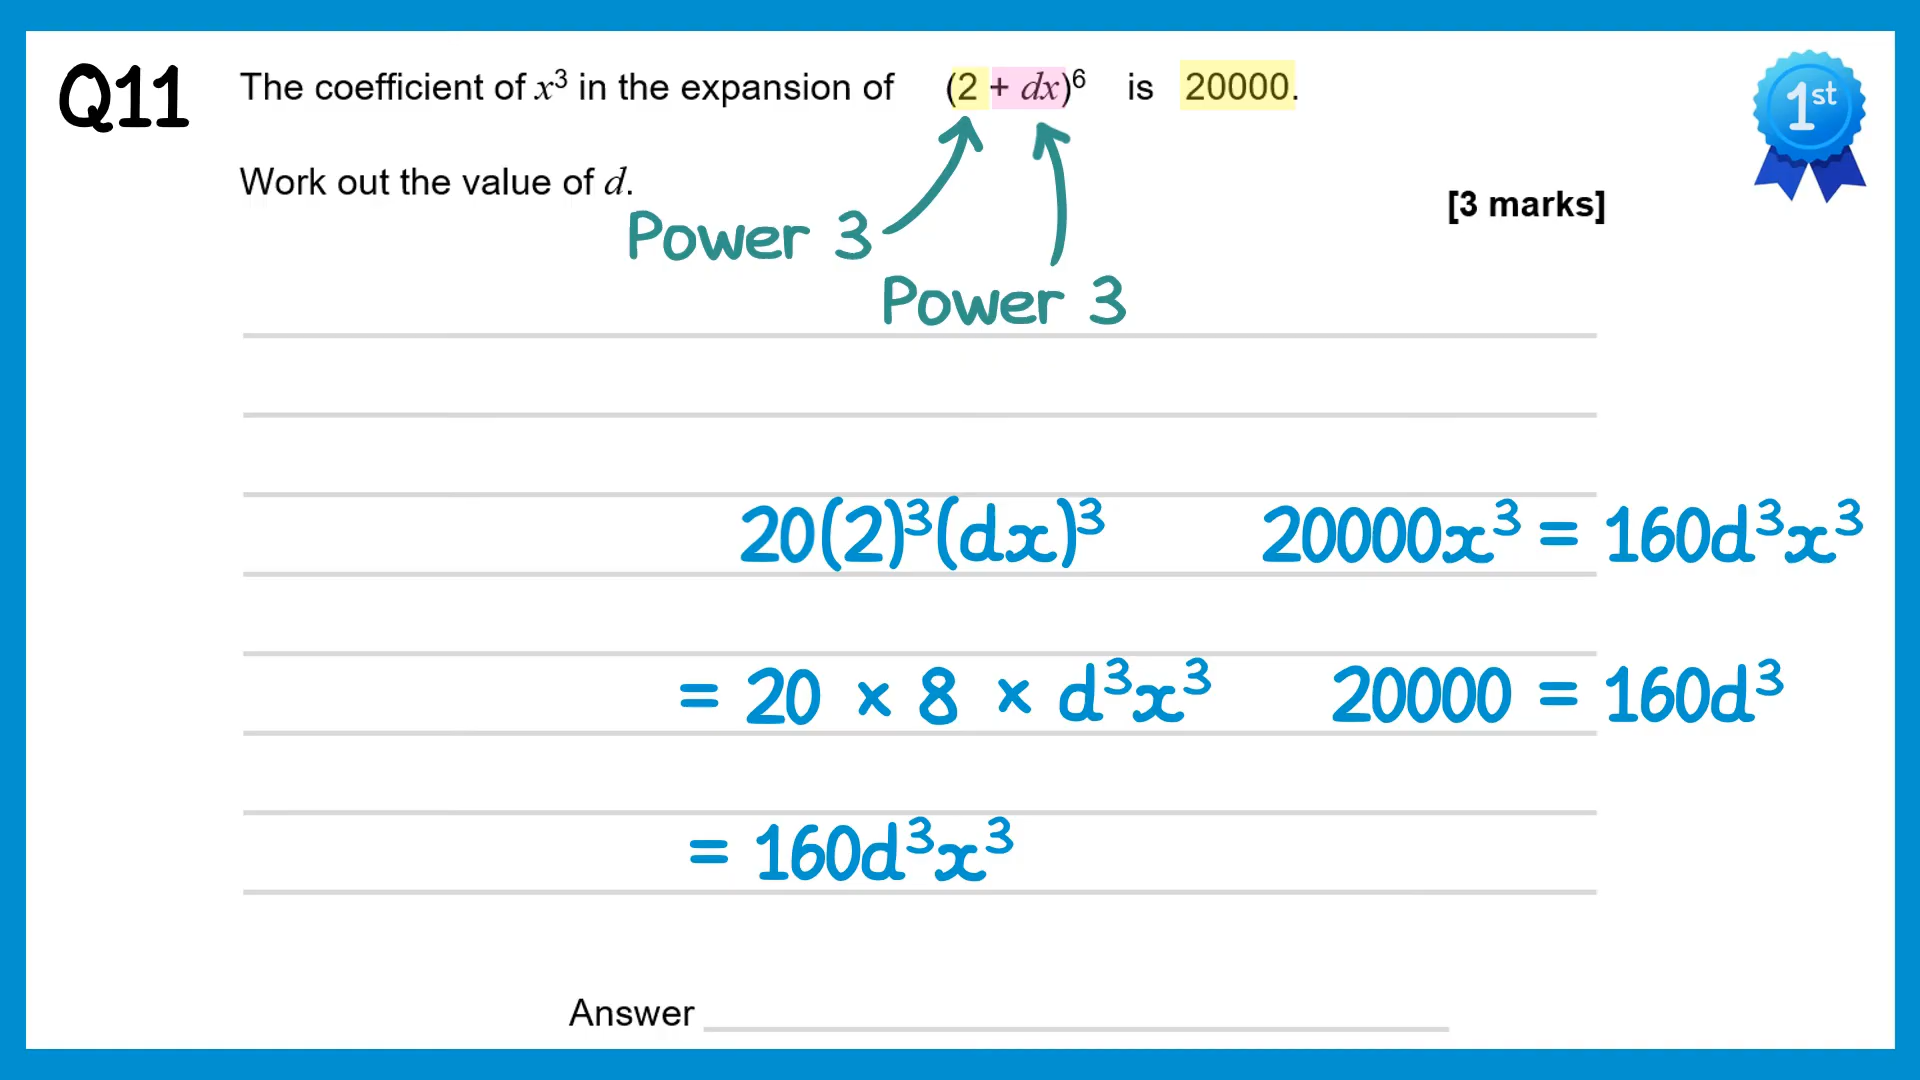 Q11 The coefficient of x³ in the expansion of (2 + dx)⁶ is 20000.
1st
Work out the value of d.
[3 marks]
Power 3
Power 3
20(2)³(dx)³ 20000x³ = 160d³x³
= 20 × 8 × d³x³ 20000 = 160d³
= 160d³x³
Answer